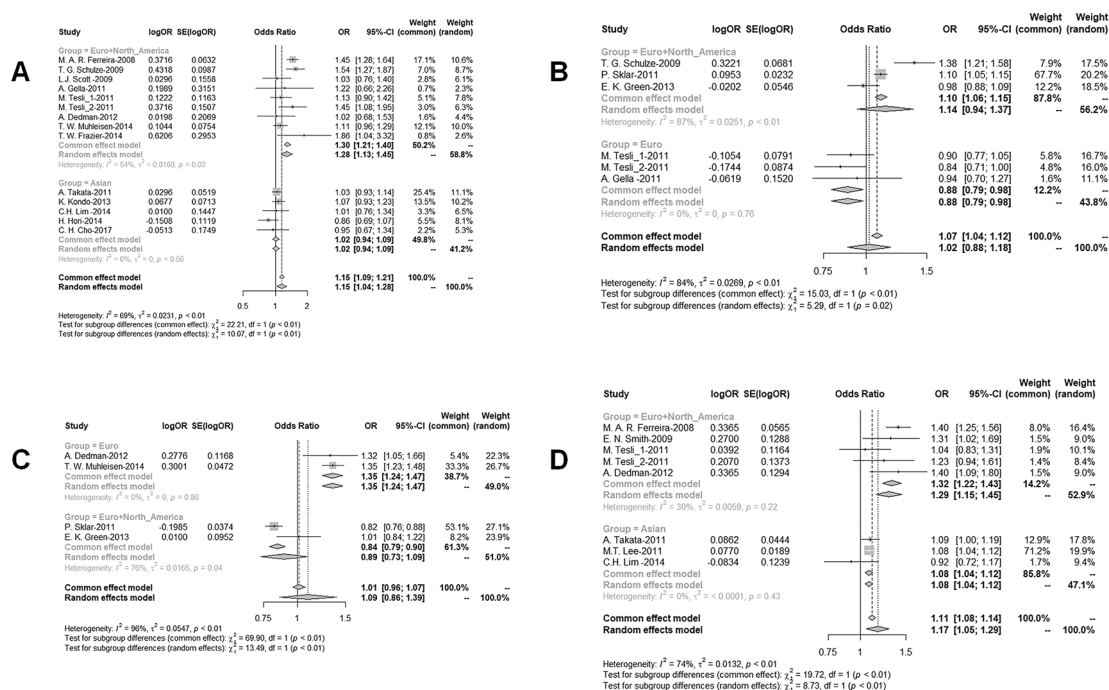 A
Study logOR SE(logOR) Odds Ratio OR 95%-CI Weight (common) Weight (random)
Group = Euro+North_America
M. A. R. Ferreira-2008 0.3716 0.0632 1.45 [1.28; 1.64] 17.1% 10.6%
T. G. Schulze-2009 0.4318 0.0987 1.54 [1.27; 1.87] 7.0% 8.7%
L.J. Scott -2009 0.0296 0.1558 1.03 [0.76; 1.40] 2.8% 6.1%
A. Gella-2011 0.1989 0.3151 1.22 [0.66; 2.26] 0.7% 2.3%
M. Tesli_1-2011 0.1222 0.1163 1.13 [0.90; 1.42] 5.1% 7.8%
M. Tesli_2-2011 0.3716 0.1507 1.45 [1.08; 1.95] 3.0% 6.3%
A. Dedman-2012 0.0198 0.2069 1.02 [0.68; 1.53] 1.6% 4.4%
T. W. Muhleisen-2014 0.1044 0.0754 1.11 [0.96; 1.29] 12.1% 10.0%
T. W. Frazier-2014 0.6206 0.2953 1.86 [1.04; 3.32] 0.8% 2.6%
Common effect model 1.30 [1.21; 1.40] 50.2% --
Random effects model 1.28 [1.13; 1.45] -- 58.8%
Heterogeneity: I² = 54%, τ² = 0.0160, p = 0.03
Group = Asian
A. Takata-2011 0.0296 0.0519 1.03 [0.93; 1.14] 25.4% 11.1%
K. Kondo-2013 0.0677 0.0713 1.07 [0.93; 1.23] 13.5% 10.2%
C.H. Lim-2014 0.0100 0.1447 1.01 [0.76; 1.34] 3.3% 6.5%
H. Hori-2014 -0.1508 0.1119 0.86 [0.69; 1.07] 5.5% 8.1%
C. H. Cho-2017 -0.0513 0.1749 0.95 [0.67; 1.34] 2.2% 5.3%
Common effect model 1.02 [0.94; 1.09] 49.8% --
Random effects model 1.02 [0.94; 1.09] -- 41.2%
Heterogeneity: I² = 0%, τ² = 0, p = 0.56
Common effect model 1.15 [1.09; 1.21] 100.0% --
Random effects model 1.15 [1.04; 1.28] -- 100.0%
0.5 1 2
Heterogeneity: I² = 69%, τ² = 0.0231, p < 0.01
Test for subgroup differences (common effect): χ²₁ = 22.21, df = 1 (p < 0.01)
Test for subgroup differences (random effects): χ²₁ = 10.07, df = 1 (p < 0.01)
B
Study logOR SE(logOR) Odds Ratio OR 95%-CI Weight (common) Weight (random)
Group = Euro+North_America
T. G. Schulze-2009 0.3221 0.0681 1.38 [1.21; 1.58] 7.9% 17.5%
P. Sklar-2011 0.0953 0.0232 1.10 [1.05; 1.15] 67.7% 20.2%
E. K. Green-2013 -0.0202 0.0546 0.98 [0.88; 1.09] 12.2% 18.5%
Common effect model 1.10 [1.06; 1.15] 87.8% --
Random effects model 1.14 [0.94; 1.37] -- 56.2%
Heterogeneity: I² = 87%, τ² = 0.0251, p < 0.01
Group = Euro
M. Tesli_1-2011 -0.1054 0.0791 0.90 [0.77; 1.05] 5.8% 16.7%
M. Tesli_2-2011 -0.1744 0.0874 0.84 [0.71; 1.00] 4.8% 16.0%
A. Gella -2011 -0.0619 0.1520 0.94 [0.70; 1.27] 1.6% 11.1%
Common effect model 0.88 [0.79; 0.98] 12.2% --
Random effects model 0.88 [0.79; 0.98] -- 43.8%
Heterogeneity: I² = 0%, τ² = 0, p = 0.76
Common effect model 1.07 [1.04; 1.12] 100.0% --
Random effects model 1.02 [0.88; 1.18] -- 100.0%
0.75 1 1.5
Heterogeneity: I² = 84%, τ² = 0.0269, p < 0.01
Test for subgroup differences (common effect): χ²₁ = 15.03, df = 1 (p < 0.01)
Test for subgroup differences (random effects): χ²₁ = 5.29, df = 1 (p = 0.02)
C
Study logOR SE(logOR) Odds Ratio OR 95%-CI Weight (common) Weight (random)
Group = Euro
A. Dedman-2012 0.2776 0.1168 1.32 [1.05; 1.66] 5.4% 22.3%
T. W. Muhleisen-2014 0.3001 0.0472 1.35 [1.23; 1.48] 33.3% 26.7%
Common effect model 1.35 [1.24; 1.47] 38.7% --
Random effects model 1.35 [1.24; 1.47] -- 49.0%
Heterogeneity: I² = 0%, τ² = 0, p = 0.86
Group = Euro+North_America
P. Sklar-2011 -0.1985 0.0374 0.82 [0.76; 0.88] 53.1% 27.1%
E. K. Green-2013 0.0100 0.0952 1.01 [0.84; 1.22] 8.2% 23.9%
Common effect model 0.84 [0.79; 0.90] 61.3% --
Random effects model 0.89 [0.73; 1.09] -- 51.0%
Heterogeneity: I² = 76%, τ² = 0.0165, p = 0.04
Common effect model 1.01 [0.96; 1.07] 100.0% --
Random effects model 1.09 [0.86; 1.39] -- 100.0%
1 1.5
Heterogeneity: I² = 96%, τ² = 0.0547, p < 0.01
Test for subgroup differences (common effect): χ²₁ = 69.90, df = 1 (p < 0.01)
Test for subgroup differences (random effects): χ²₁ = 13.49, df = 1 (p < 0.01)
D
Study logOR SE(logOR) Odds Ratio OR 95%-CI Weight (common) Weight (random)
Group = Euro+North_America
M. A. R. Ferreira-2008 0.3365 0.0565 1.40 [1.25; 1.56] 8.0% 16.4%
E. N. Smith-2009 0.2700 0.1288 1.31 [1.02; 1.69] 1.5% 9.0%
M. Tesli_1-2011 0.0392 0.1164 1.04 [0.83; 1.31] 1.9% 10.1%
M. Tesli_2-2011 0.2070 0.1373 1.23 [0.94; 1.61] 1.4% 8.4%
A. Dedman-2012 0.3365 0.1294 1.40 [1.09; 1.80] 1.5% 9.0%
Common effect model 1.32 [1.22; 1.43] 14.2% --
Random effects model 1.29 [1.15; 1.45] -- 52.9%
Heterogeneity: I² = 30%, τ² = 0.0059, p = 0.22
Group = Asian
A. Takata-2011 0.0862 0.0444 1.09 [1.00; 1.19] 12.9% 17.8%
M.T. Lee-2011 0.0770 0.0189 1.08 [1.04; 1.12] 71.2% 19.9%
C.H. Lim -2014 -0.0834 0.1239 0.92 [0.72; 1.17] 1.7% 9.4%
Common effect model 1.08 [1.04; 1.12] 85.8% --
Random effects model 1.08 [1.04; 1.12] -- 47.1%
Heterogeneity: I² = 0%, τ² = < 0.0001, p = 0.43
Common effect model 1.11 [1.08; 1.14] 100.0% --
Random effects model 1.17 [1.05; 1.29] -- 100.0%
0.75 1 1.5
Heterogeneity: I² = 74%, τ² = 0.0132, p < 0.01
Test for subgroup differences (common effect): χ²₁ = 19.72, df = 1 (p < 0.01)
Test for subgroup differences (random effects): χ²₁ = 8.73, df = 1 (p < 0.01)